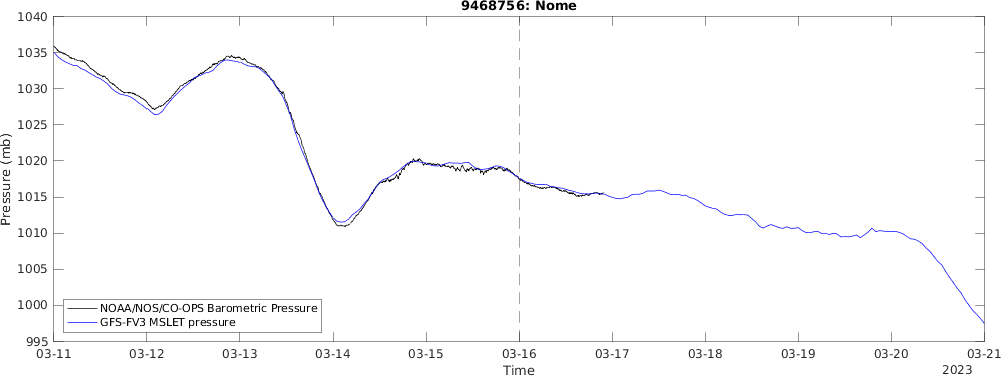 9468756: Nome
1040
1035
1030
1025
1020
1015
1010
1005
1000
995
Pressure (mb)
NOAA/NOS/CO-OPS Barometric Pressure
GFS-FV3 MSLET pressure
03-11 03-12 03-13 03-14 03-15 03-16 03-17 03-18 03-19 03-20 03-21
Time
2023